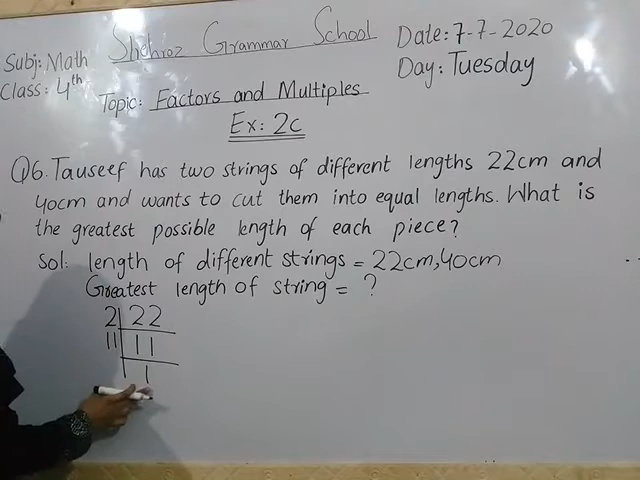 Shehroz Grammar School
Date: 7-7-2020
Subj: Math
Day: Tuesday
Class: 4th
Topic: Factors and Multiples
Ex: 2c
Q6. Tauseef has two strings of different lengths 22cm and
40cm and wants to cut them into equal lengths. What is
the greatest possible length of each piece?
Sol: length of different strings = 22cm, 40cm
Greatest length of string = ?
2 | 22
11 | 11
| 1